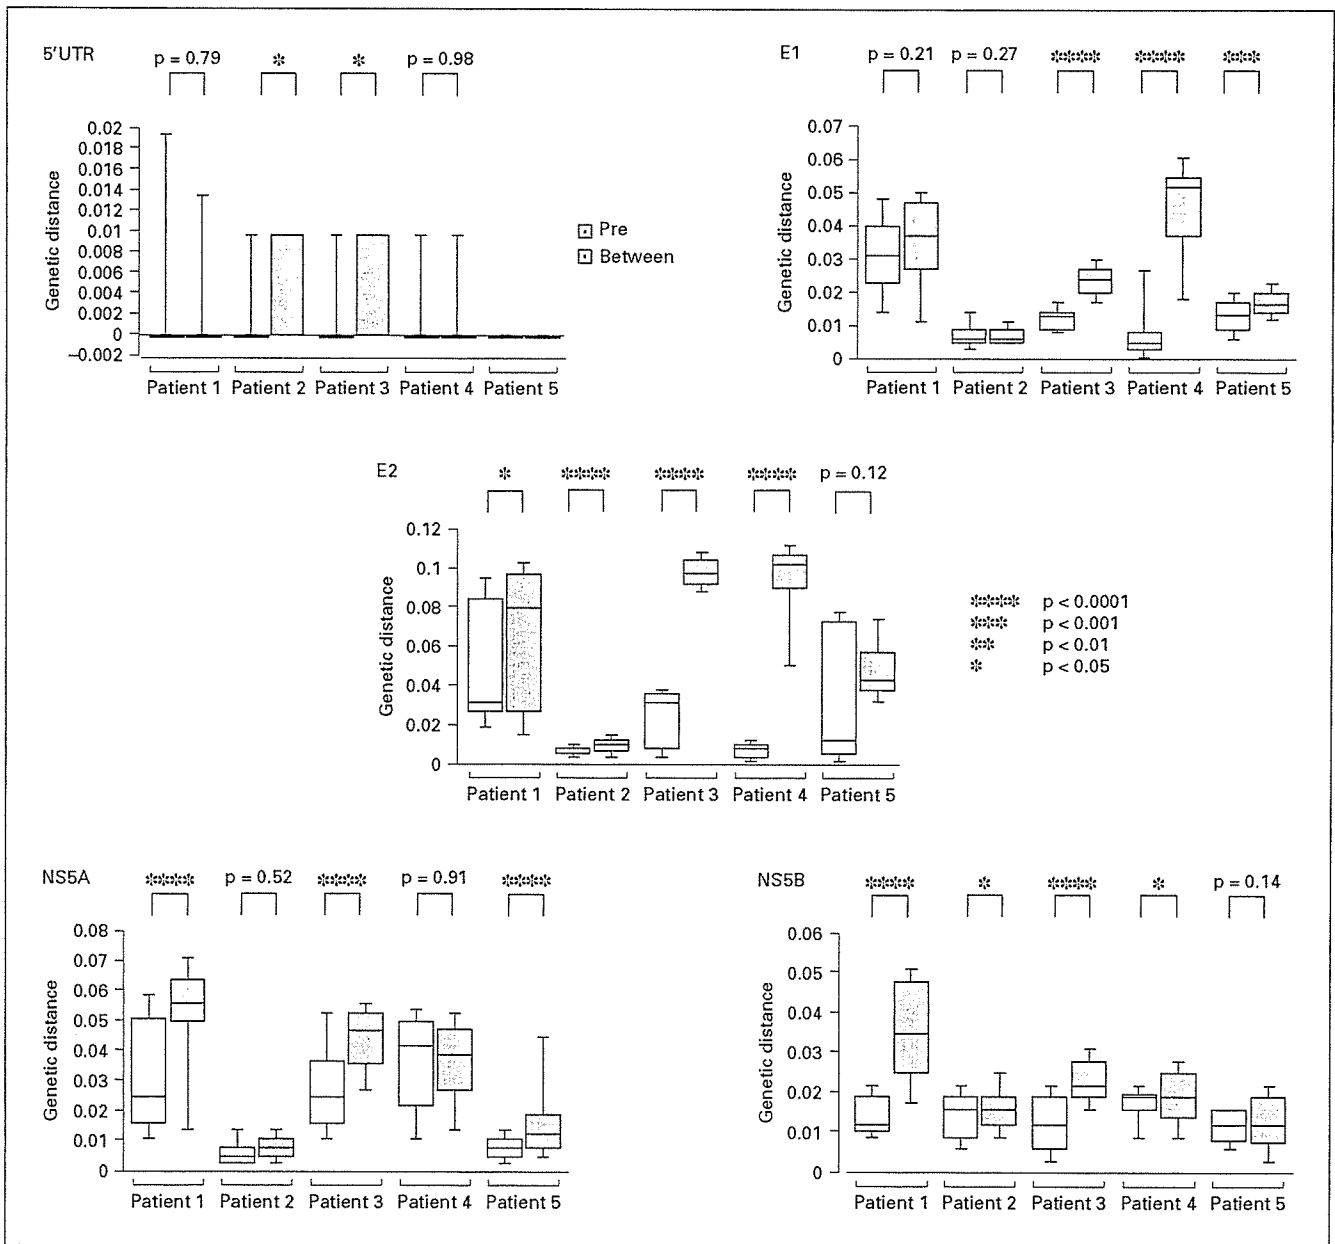 5'UTR
p = 0.79
*
*
p = 0.98
0.02
0.018
0.016
0.014
0.012
0.01
0.008
0.006
0.004
0.002
0
−0.002
Genetic distance
Patient 1
Patient 2
Patient 3
Patient 4
Patient 5
Pre
Between
E1
p = 0.21
p = 0.27
****
****
***
0.07
0.06
0.05
0.04
0.03
0.02
0.01
0
Genetic distance
Patient 1
Patient 2
Patient 3
Patient 4
Patient 5
E2
*
****
****
****
p = 0.12
0.12
0.1
0.08
0.06
0.04
0.02
0
Genetic distance
Patient 1
Patient 2
Patient 3
Patient 4
Patient 5
**** p < 0.0001
*** p < 0.001
** p < 0.01
* p < 0.05
NS5A
****
p = 0.52
****
p = 0.91
****
0.08
0.07
0.06
0.05
0.04
0.03
0.02
0.01
0
Genetic distance
Patient 1
Patient 2
Patient 3
Patient 4
Patient 5
NS5B
****
*
****
*
p = 0.14
0.06
0.05
0.04
0.03
0.02
0.01
0
Genetic distance
Patient 1
Patient 2
Patient 3
Patient 4
Patient 5